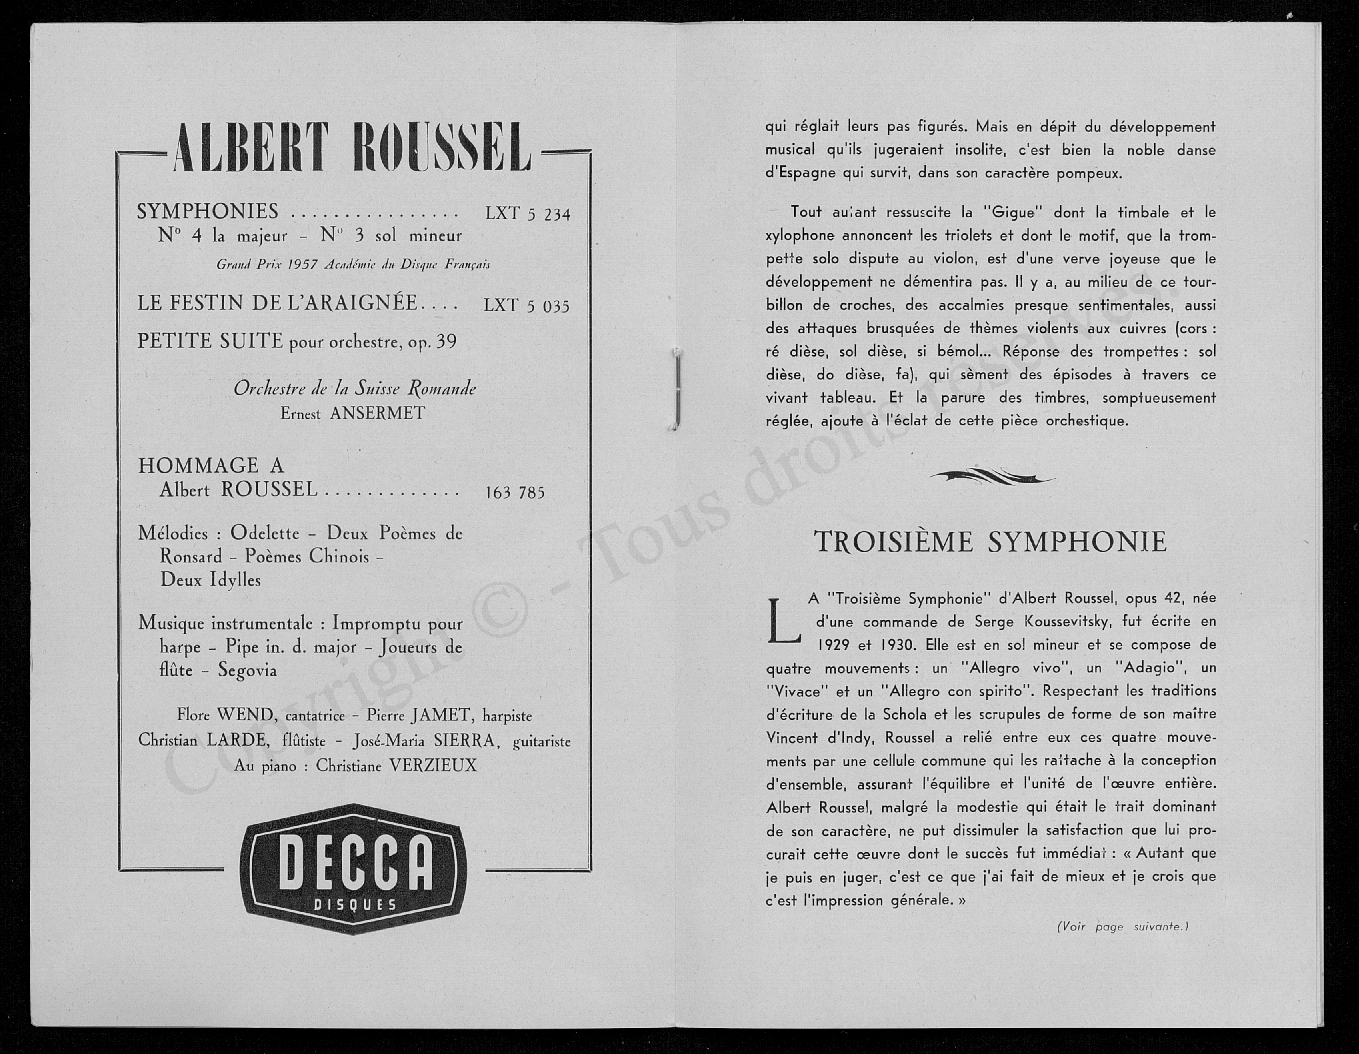 ALBERT ROUSSEL
SYMPHONIES ................ LXT 5 234
N° 4 la majeur – N° 3 sol mineur
Grand Prix 1957 Académie du Disque Français
LE FESTIN DE L'ARAIGNÉE.... LXT 5 035
PETITE SUITE pour orchestre, op. 39
Orchestre de la Suisse Romande
Ernest ANSERMET
HOMMAGE A
Albert ROUSSEL............. 163 785
Mélodies : Odelette – Deux Poèmes de
Ronsard – Poèmes Chinois –
Deux Idylles
Musique instrumentale : Impromptu pour
harpe – Pipe in. d. major – Joueurs de
flûte – Segovia
Flore WEND, cantatrice – Pierre JAMET, harpiste
Christian LARDE, flûtiste – José-Maria SIERRA, guitariste
Au piano : Christiane VERZIEUX
DECCA
DISQUES
qui réglait leurs pas figurés. Mais en dépit du développement
musical qu'ils jugeraient insolite, c'est bien la noble danse
d'Espagne qui survit, dans son caractère pompeux.
Tout autant ressuscite la "Gigue" dont la timbale et le
xylophone annoncent les triolets et dont le motif, que la trom-
pette solo dispute au violon, est d'une verve joyeuse que le
développement ne démentira pas. Il y a, au milieu de ce tour-
billon de croches, des accalmies presque sentimentales, aussi
des attaques brusquées de thèmes violents aux cuivres (cors :
ré dièse, sol dièse, si bémol... Réponse des trompettes : sol
dièse, do dièse, fa), qui sèment des épisodes à travers ce
vivant tableau. Et la parure des timbres, somptueusement
réglée, ajoute à l'éclat de cette pièce orchestique.
TROISIÈME SYMPHONIE
LA "Troisième Symphonie" d'Albert Roussel, opus 42, née
d'une commande de Serge Koussevitsky, fut écrite en
1929 et 1930. Elle est en sol mineur et se compose de
quatre mouvements : un "Allegro vivo", un "Adagio", un
"Vivace" et un "Allegro con spirito". Respectant les traditions
d'écriture de la Schola et les scrupules de forme de son maître
Vincent d'Indy, Roussel a relié entre eux ces quatre mouve-
ments par une cellule commune qui les rattache à la conception
d'ensemble, assurant l'équilibre et l'unité de l'œuvre entière.
Albert Roussel, malgré la modestie qui était le trait dominant
de son caractère, ne put dissimuler la satisfaction que lui pro-
curait cette œuvre dont le succès fut immédiat : « Autant que
je puis en juger, c'est ce que j'ai fait de mieux et je crois que
c'est l'impression générale. »
(Voir page suivante.)
Copyright © - Tous droits réservés.